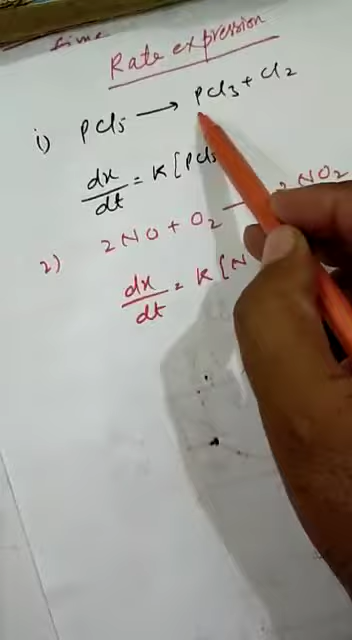 time
Rate expression
i) PCl5 → PCl3 + Cl2
dx/dt = K [PCl5
2) 2NO + O2 — 2NO2
dx/dt = K [N